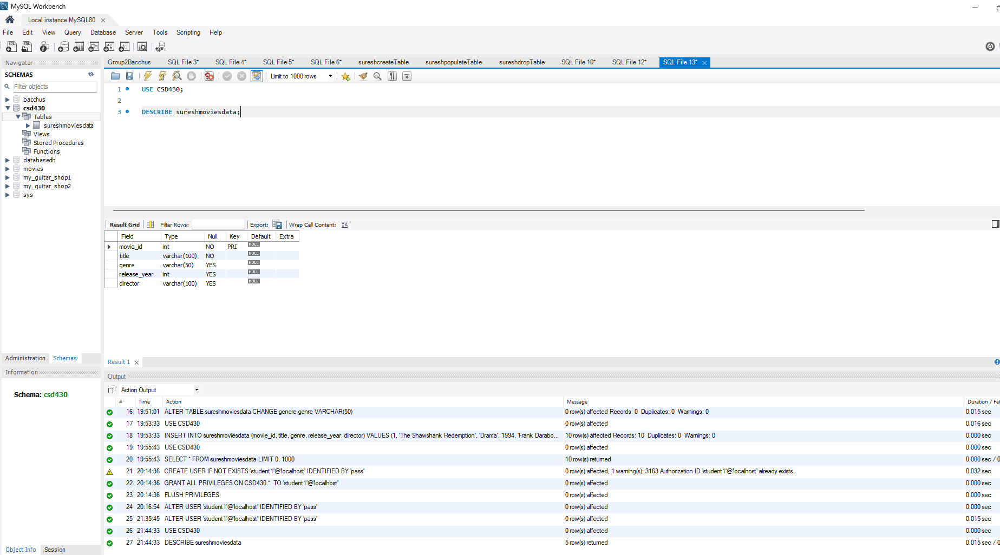 MySQL Workbench
Local instance MySQL80
File Edit View Query Database Server Tools Scripting Help
Navigator
SCHEMAS
Filter objects
bacchus
csd430
Tables
sureshmoviesdata
Views
Stored Procedures
Functions
databasedb
movies
my_guitar_shop1
my_guitar_shop2
sys
Administration Schemas
Information
Schema: csd430
Object Info Session
Group2Bacchus SQL File 3* SQL File 4* SQL File 5* SQL File 6* sureshcreateTable sureshpopulateTable sureshdropTable SQL File 10* SQL File 12* SQL File 13*
Limit to 1000 rows
1 USE CSD430;
2
3 DESCRIBE sureshmoviesdata;
Result Grid Filter Rows: Export: Wrap Cell Content:
Field Type Null Key Default Extra
movie_id int NO PRI NULL
title varchar(100) NO NULL
genre varchar(50) YES NULL
release_year int YES NULL
director varchar(100) YES NULL
Result 1
Output
Action Output
# Time Action Message Duration / Fet
16 19:51:01 ALTER TABLE sureshmoviesdata CHANGE genere genre VARCHAR(50) 0 row(s) affected Records: 0 Duplicates: 0 Warnings: 0 0.015 sec
17 19:53:33 USE CSD430 0 row(s) affected 0.016 sec
18 19:53:33 INSERT INTO sureshmoviesdata (movie_id, title, genre, release_year, director) VALUES (1, 'The Shawshank Redemption', 'Drama', 1994, 'Frank Darabo... 10 row(s) affected Records: 10 Duplicates: 0 Warnings: 0 0.000 sec
19 19:55:43 USE CSD430 0 row(s) affected 0.000 sec
20 19:55:43 SELECT * FROM sureshmoviesdata LIMIT 0, 1000 10 row(s) returned 0.000 sec / 0
21 20:14:36 CREATE USER IF NOT EXISTS 'student1'@'localhost' IDENTIFIED BY 'pass' 0 row(s) affected, 1 warning(s): 3163 Authorization ID 'student1'@'localhost' already exists. 0.032 sec
22 20:14:36 GRANT ALL PRIVILEGES ON CSD430.* TO 'student1'@'localhost' 0 row(s) affected 0.000 sec
23 20:14:36 FLUSH PRIVILEGES 0 row(s) affected 0.000 sec
24 20:16:54 ALTER USER 'student1'@'localhost' IDENTIFIED BY 'pass' 0 row(s) affected 0.000 sec
25 21:35:45 ALTER USER 'student1'@'localhost' IDENTIFIED BY 'pass' 0 row(s) affected 0.015 sec
26 21:44:33 USE CSD430 0 row(s) affected 0.000 sec
27 21:44:33 DESCRIBE sureshmoviesdata 5 row(s) returned 0.015 sec / 0